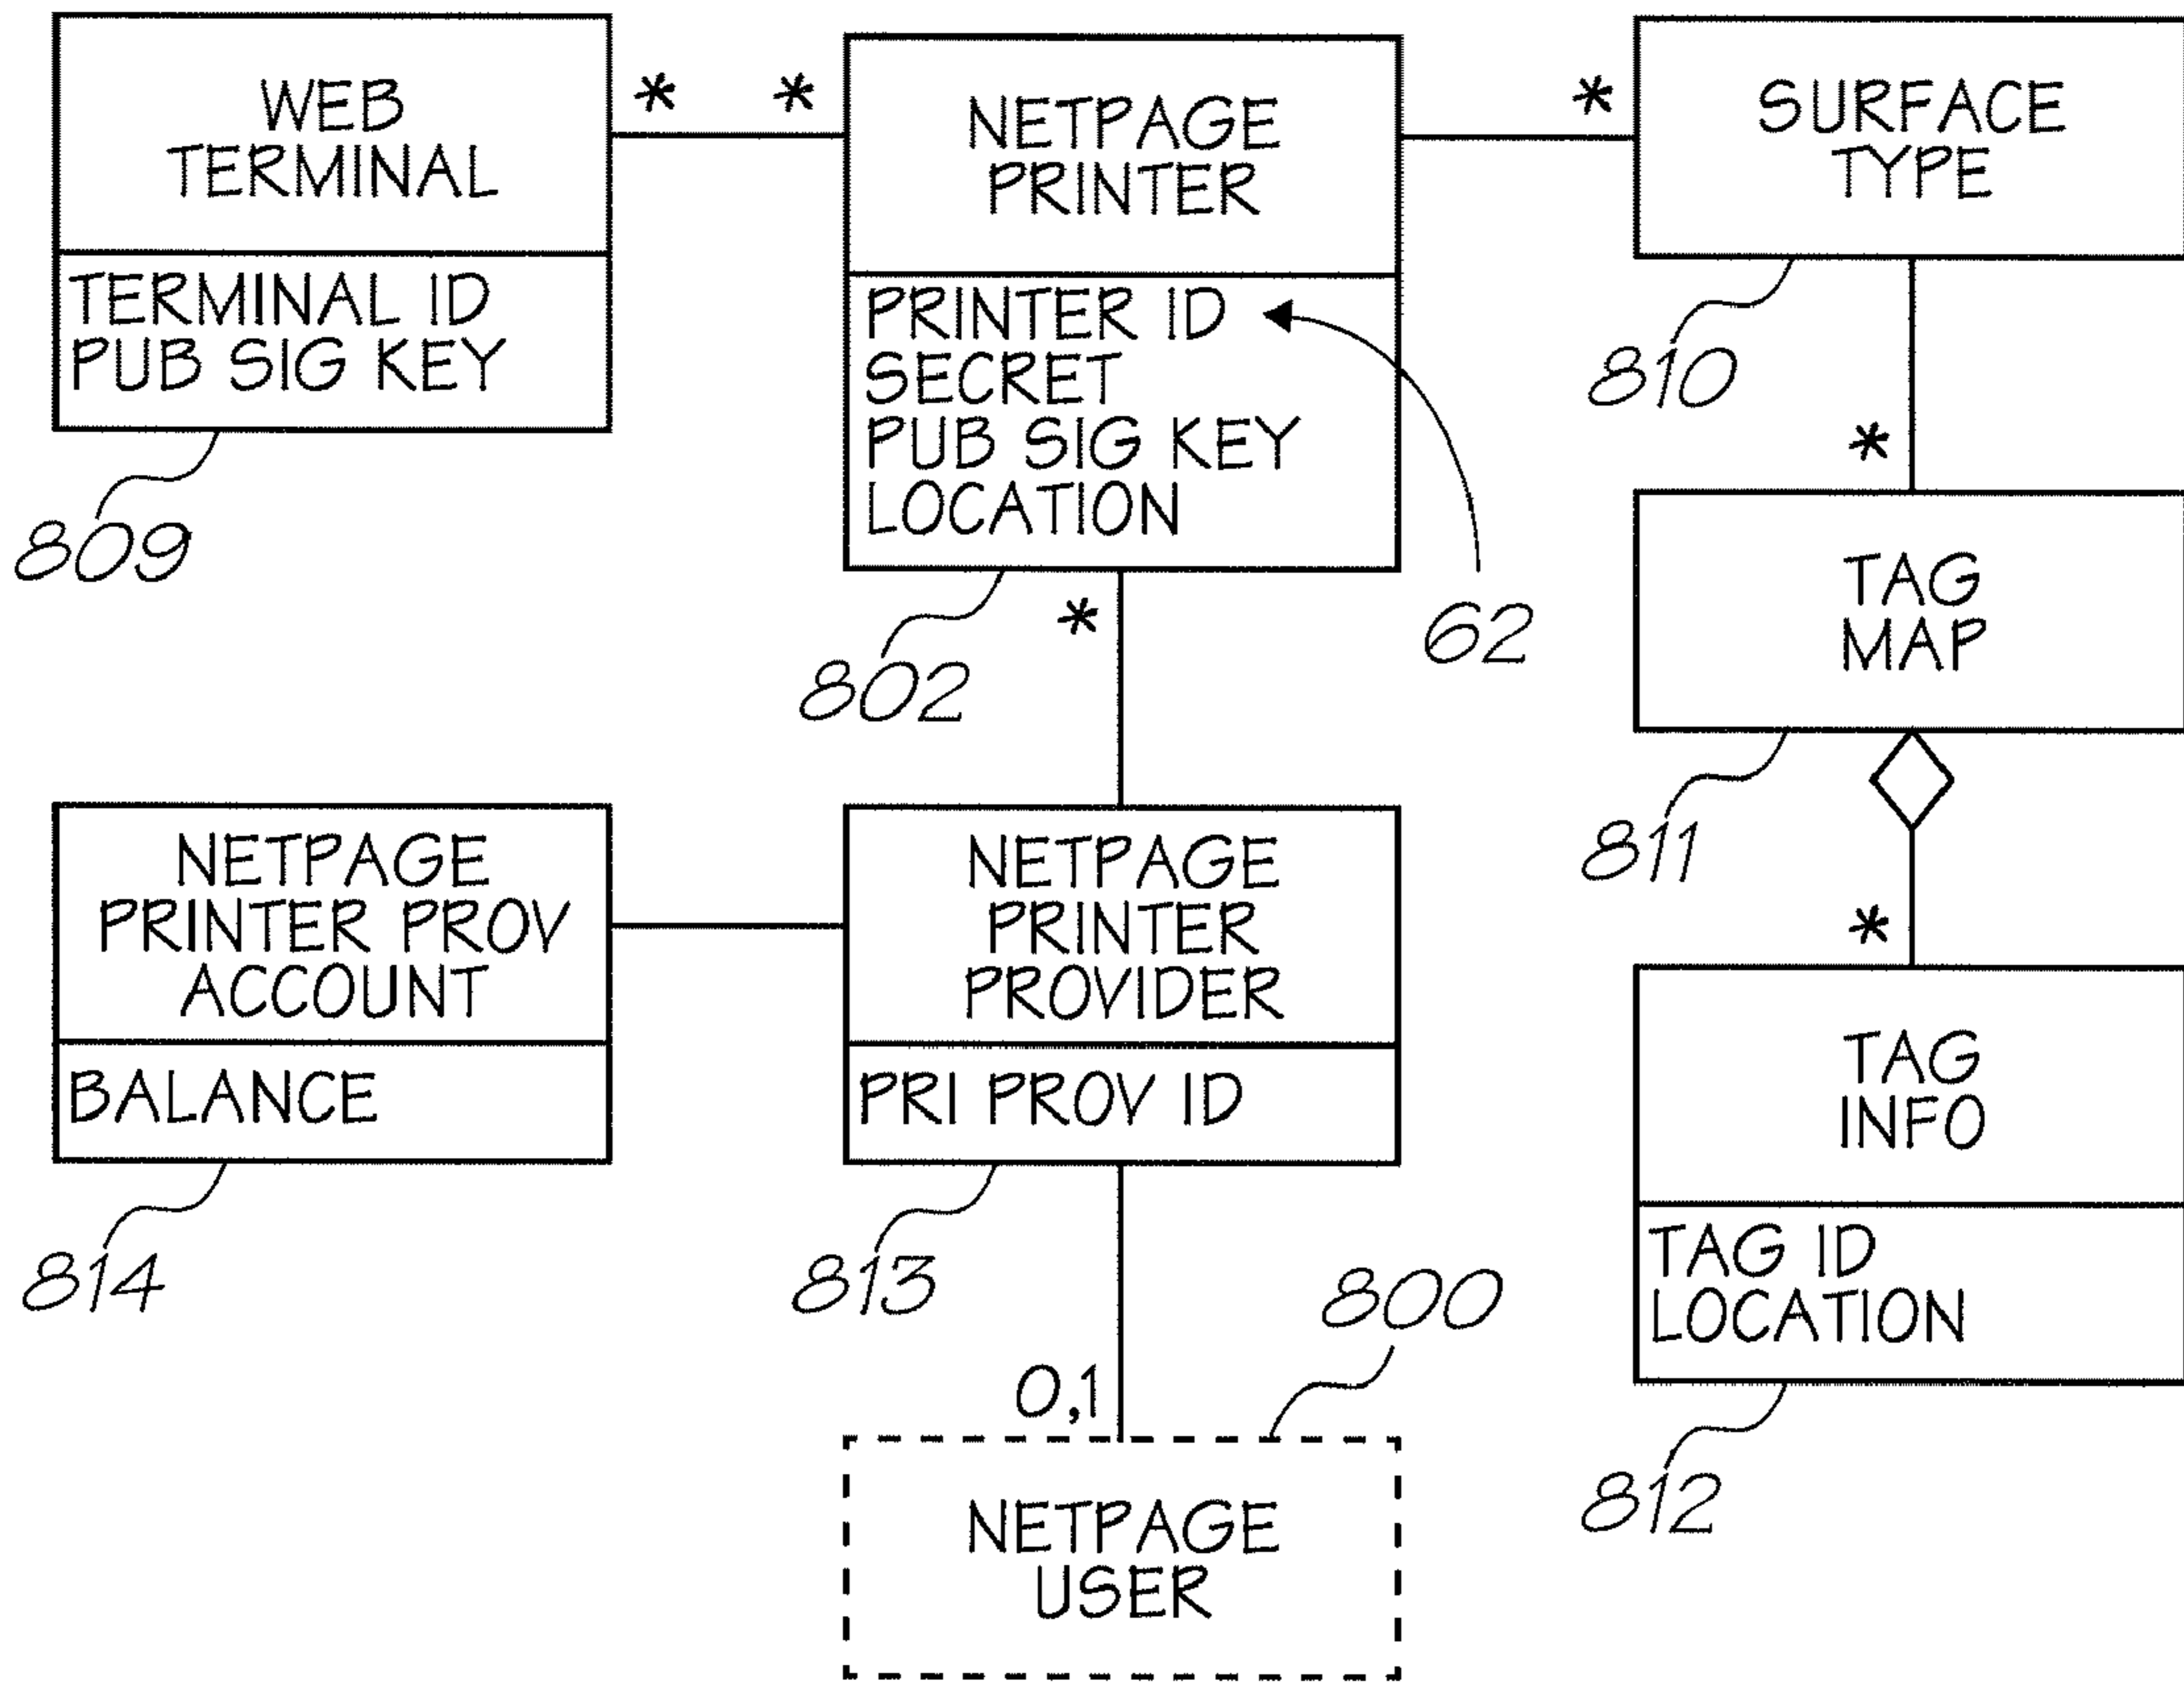 WEB
TERMINAL
TERMINAL ID
PUB SIG KEY
809
*
*
NETPAGE
PRINTER
PRINTER ID
SECRET
PUB SIG KEY
LOCATION
62
802
*
*
SURFACE
TYPE
810
*
TAG
MAP
811
*
TAG
INFO
TAG ID
LOCATION
812
NETPAGE
PRINTER PROV
ACCOUNT
BALANCE
814
NETPAGE
PRINTER
PROVIDER
PRI PROV ID
813
800
0,1
NETPAGE
USER